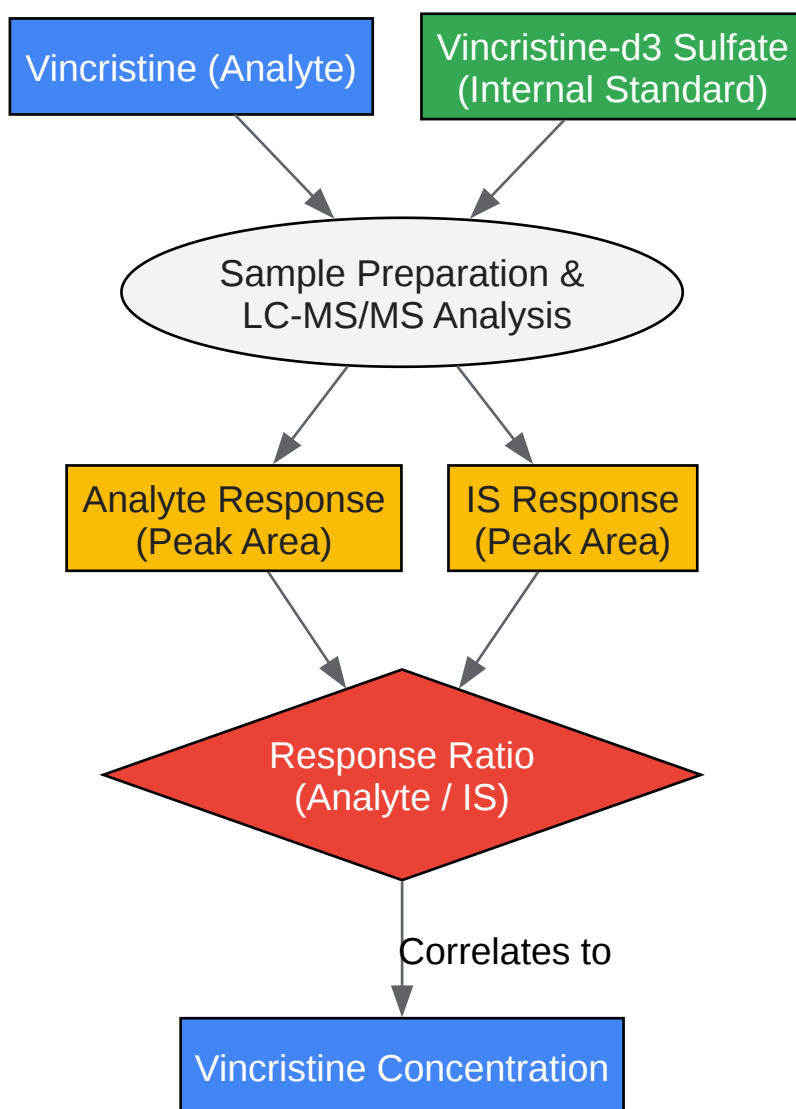 Vincristine (Analyte)
Vincristine-d3 Sulfate
(Internal Standard)
Sample Preparation &
LC-MS/MS Analysis
Analyte Response
(Peak Area)
IS Response
(Peak Area)
Response Ratio
(Analyte / IS)
Correlates to
Vincristine Concentration